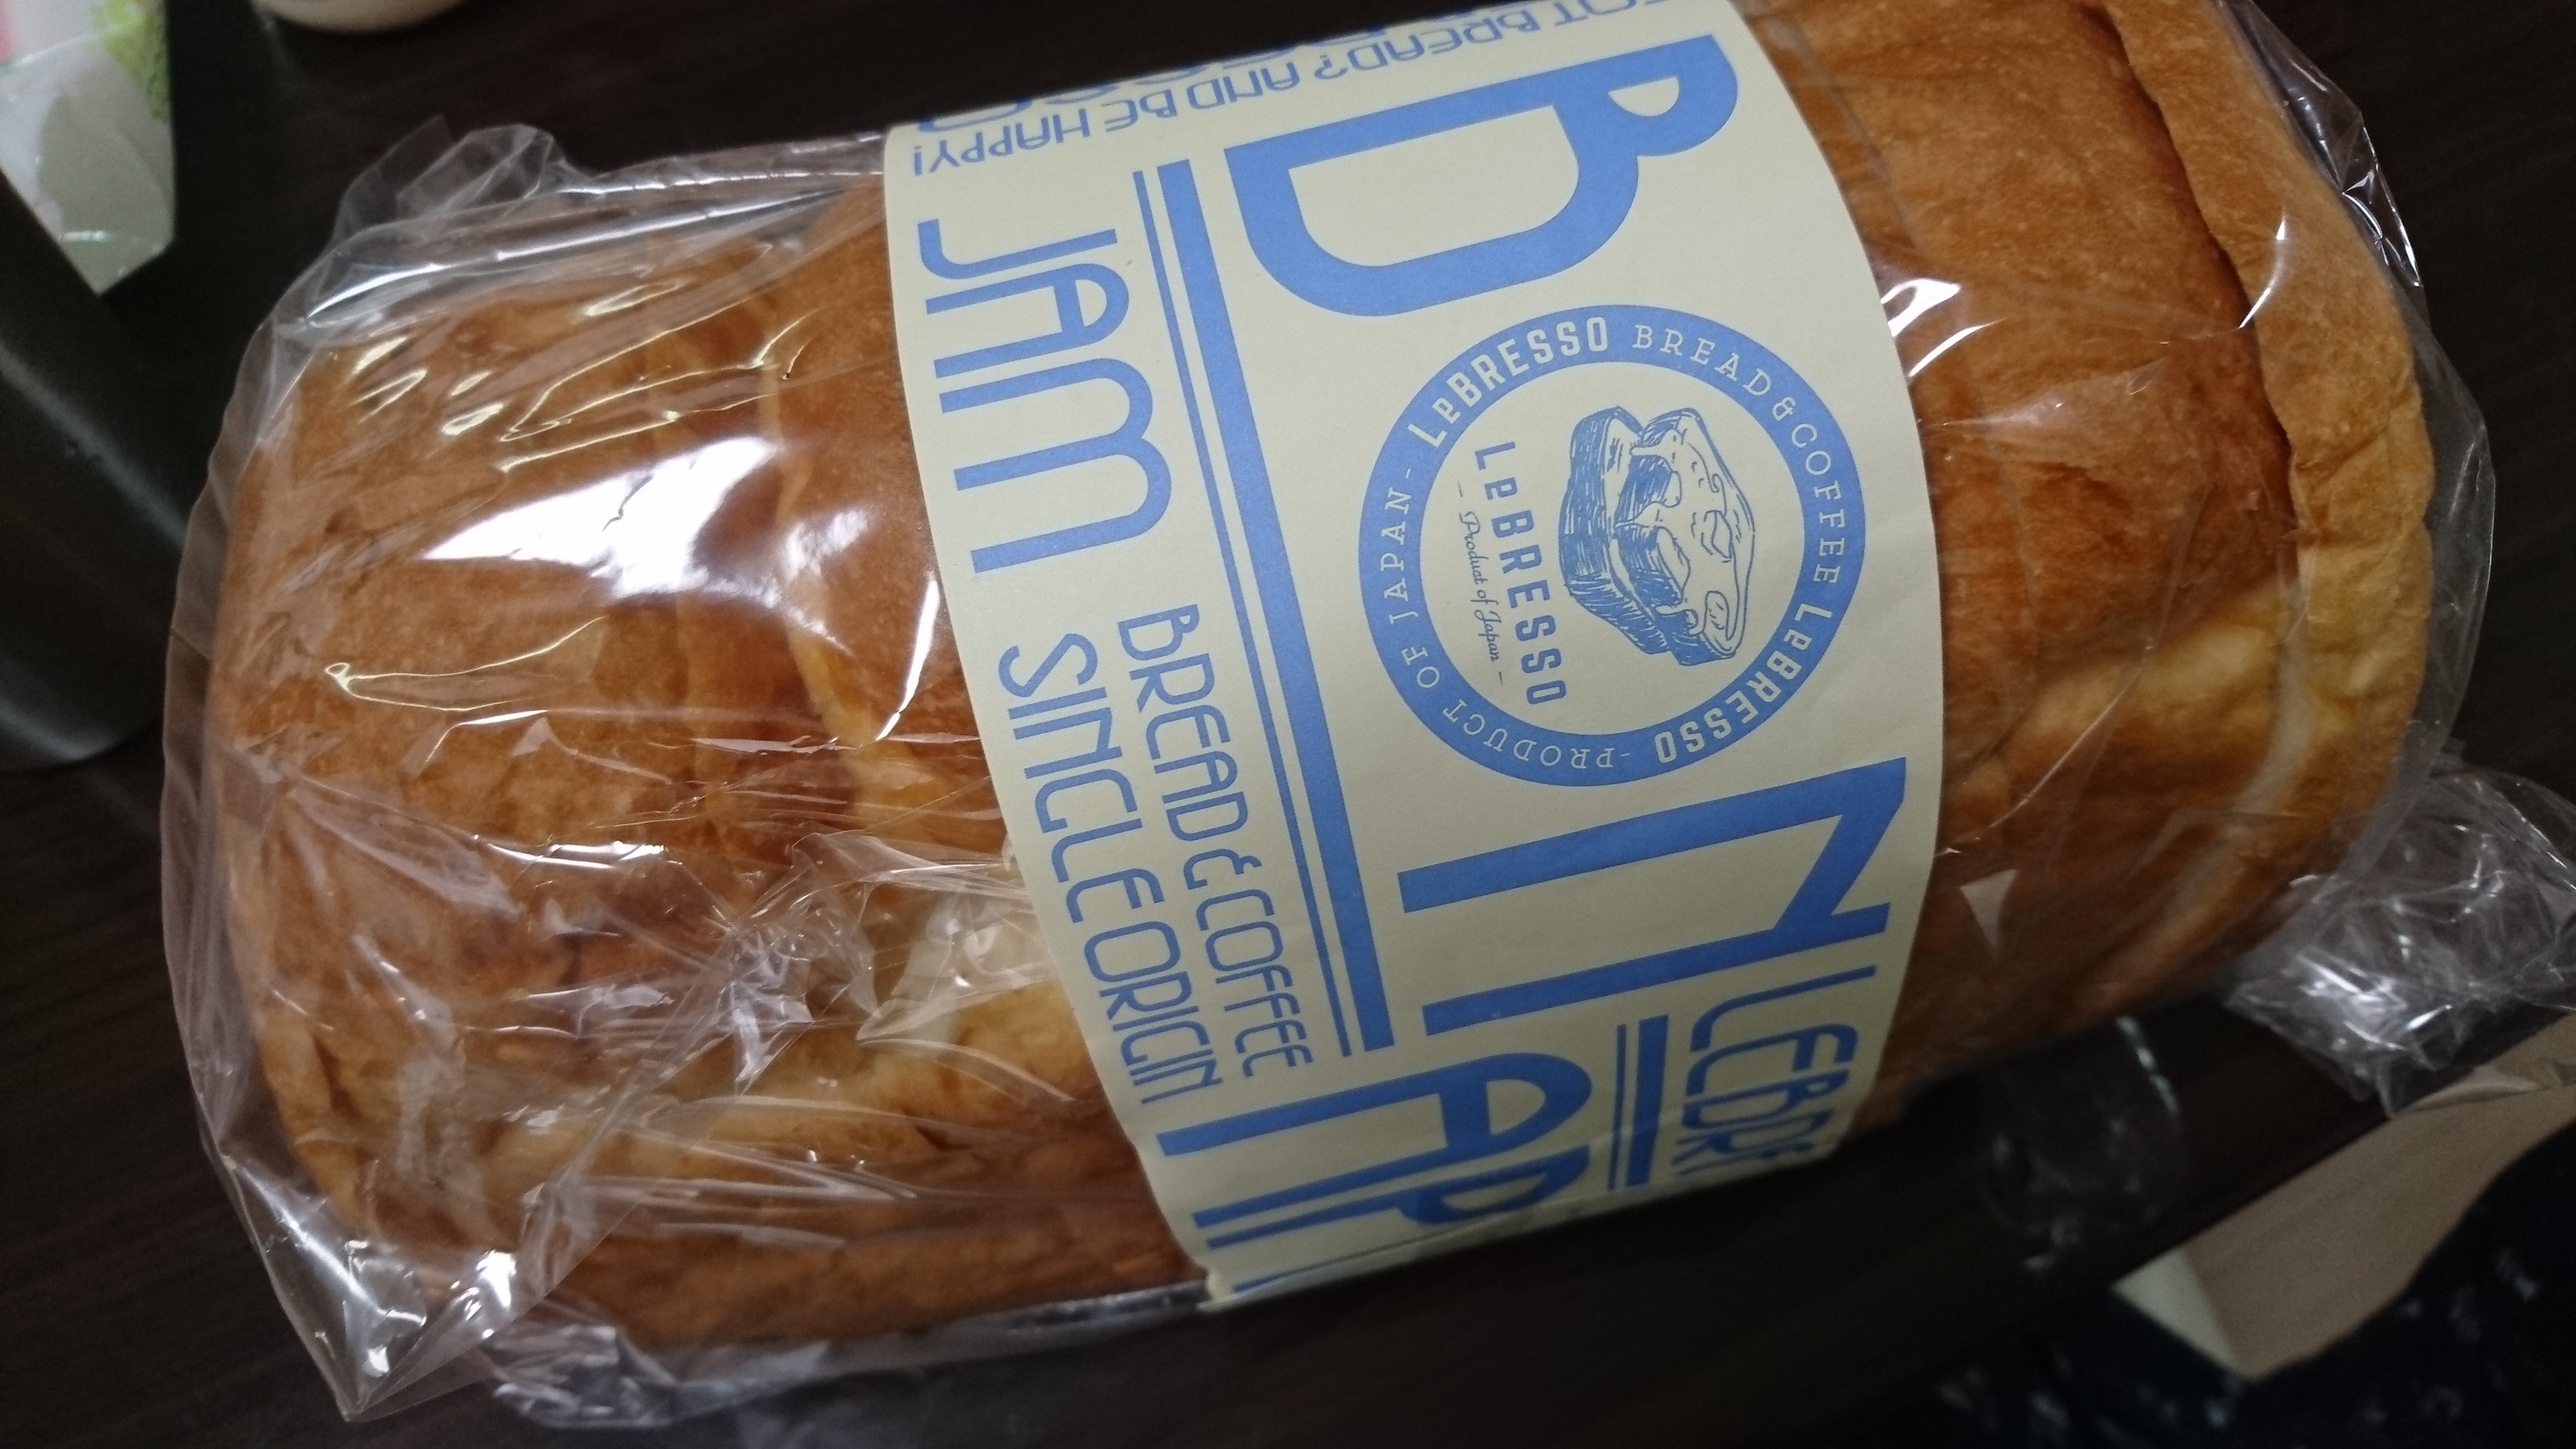 EAT BREAD? AND BE HAPPY!
B
N
LeBRESSO BREAD&COFFEE LeBRESSO -PRODUCT OF JAPAN-
LeBRESSO
- Product of Japan -
JAM
BREAD&COFFEE
SINGLE ORIGIN